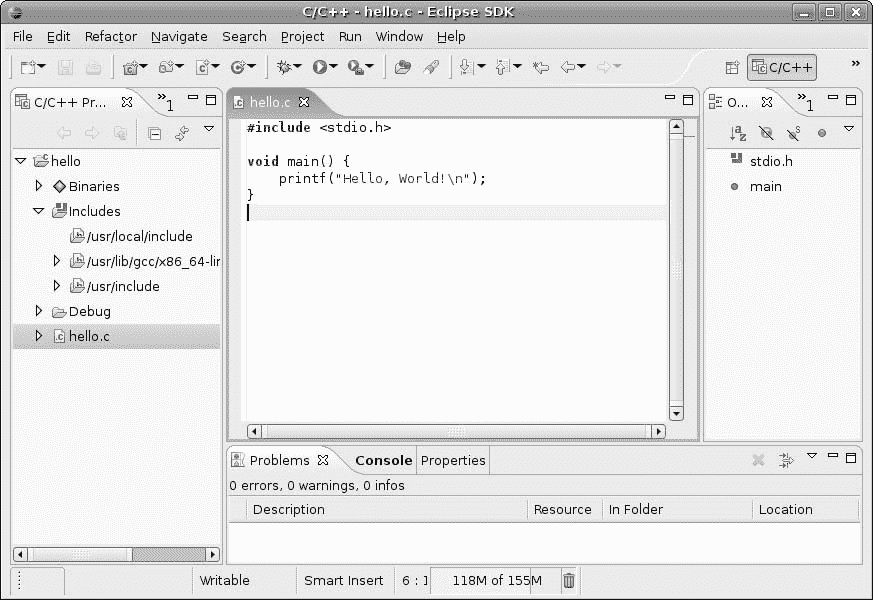 C/C++ - hello.c - Eclipse SDK
File Edit Refactor Navigate Search Project Run Window Help
C/C++ »
C/C++ Pr... »1
hello
Binaries
Includes
/usr/local/include
/usr/lib/gcc/x86_64-lin
/usr/include
Debug
hello.c
hello.c
#include <stdio.h>
void main() {
printf("Hello, World!\n");
}
O... »1
stdio.h
main
Problems Console Properties
0 errors, 0 warnings, 0 infos
Description Resource In Folder Location
Writable Smart Insert 6 : 1 118M of 155M